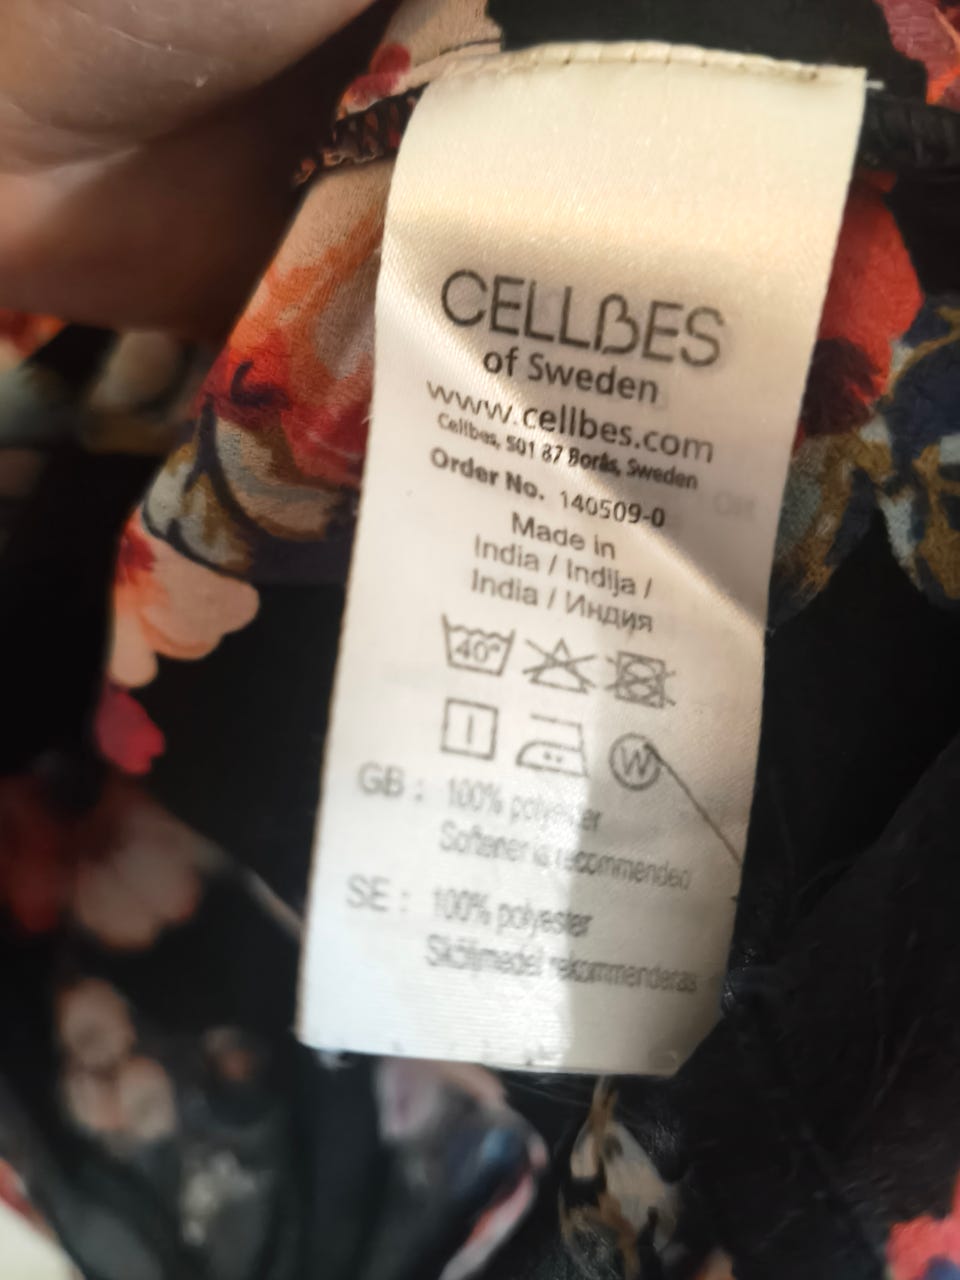 CELLBES
of Sweden
www.cellbes.com
Cellbes, 501 87 Borås, Sweden
Order No. 140509-0
Made in
India / Indija /
India / Индия
40°
W
GB : 100% polyester
Softener is recommended
SE : 100% polyester
Sköljmedel rekommenderas